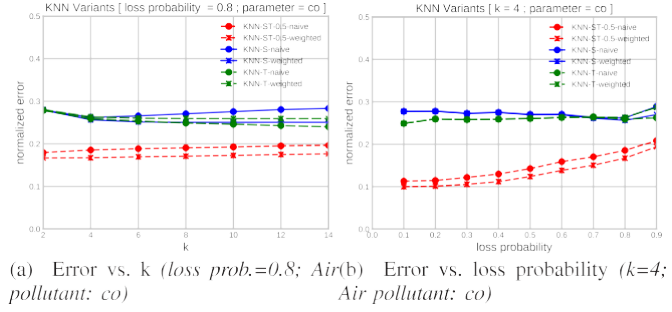 KNN Variants [ loss probability = 0.8 ; parameter = co ]
normalized error
0.5
0.4
0.3
0.2
0.1
0.0
KNN-ST-0.5-naive
KNN-ST-0.5-weighted
KNN-S-naive
KNN-S-weighted
KNN-T-naive
KNN-T-weighted
2 4 6 8 10 12 14
k
KNN Variants [ k = 4 ; parameter = co ]
normalized error
0.5
0.4
0.3
0.2
0.1
0.0
KNN-ST-0.5-naive
KNN-ST-0.5-weighted
KNN-S-naive
KNN-S-weighted
KNN-T-naive
KNN-T-weighted
0.0 0.1 0.2 0.3 0.4 0.5 0.6 0.7 0.8 0.9
loss probability
(a) Error vs. k (loss prob.=0.8; Air
pollutant: co)
(b) Error vs. loss probability (k=4;
Air pollutant: co)